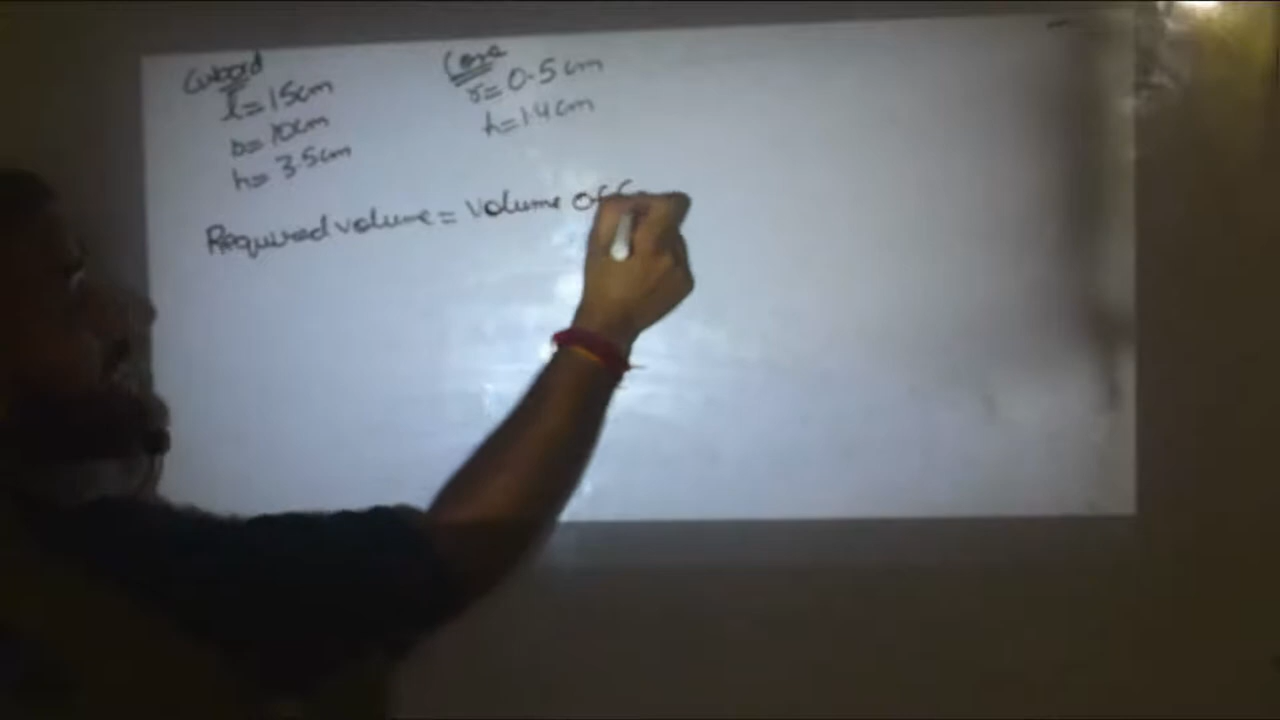 Cuboid
l = 15cm
b = 10cm
h = 3.5cm
Cone
r = 0.5cm
h = 1.4cm
Required volume = Volume of